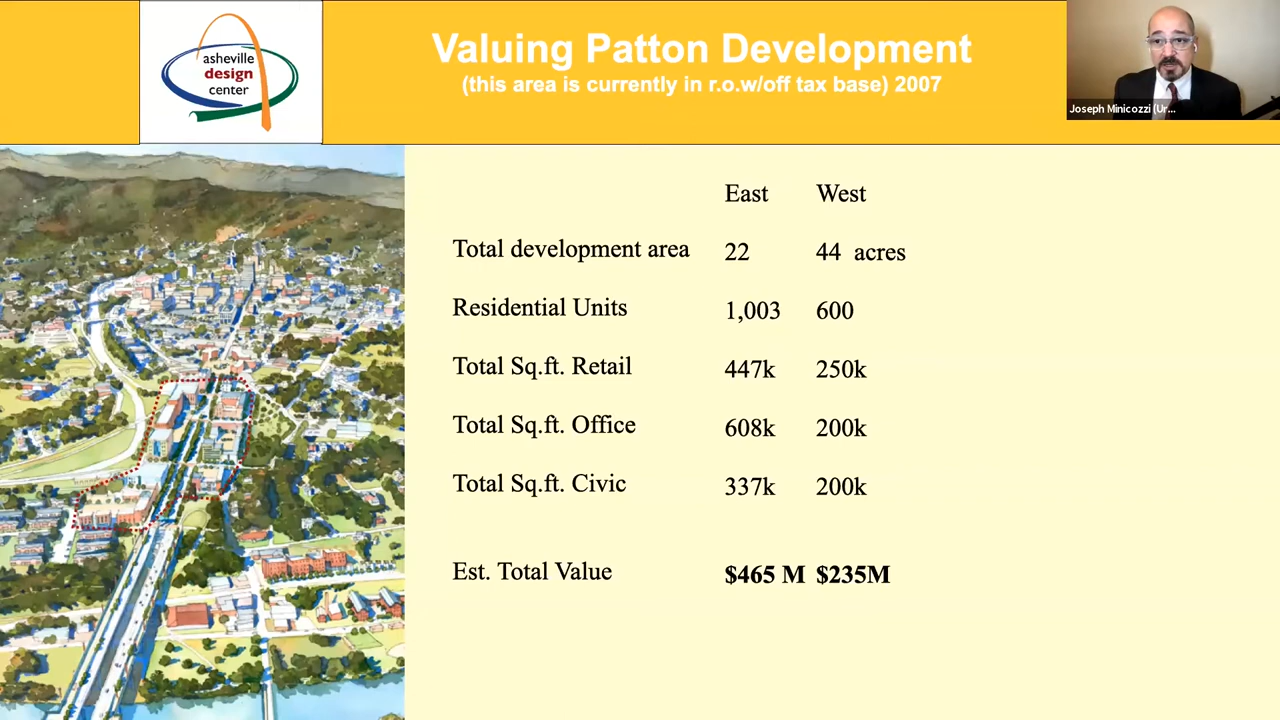 asheville
design
center
Valuing Patton Development
(this area is currently in r.o.w/off tax base) 2007
Joseph Minicozzi (Ur...
East West
Total development area 22 44 acres
Residential Units 1,003 600
Total Sq.ft. Retail 447k 250k
Total Sq.ft. Office 608k 200k
Total Sq.ft. Civic 337k 200k
Est. Total Value $465 M $235M